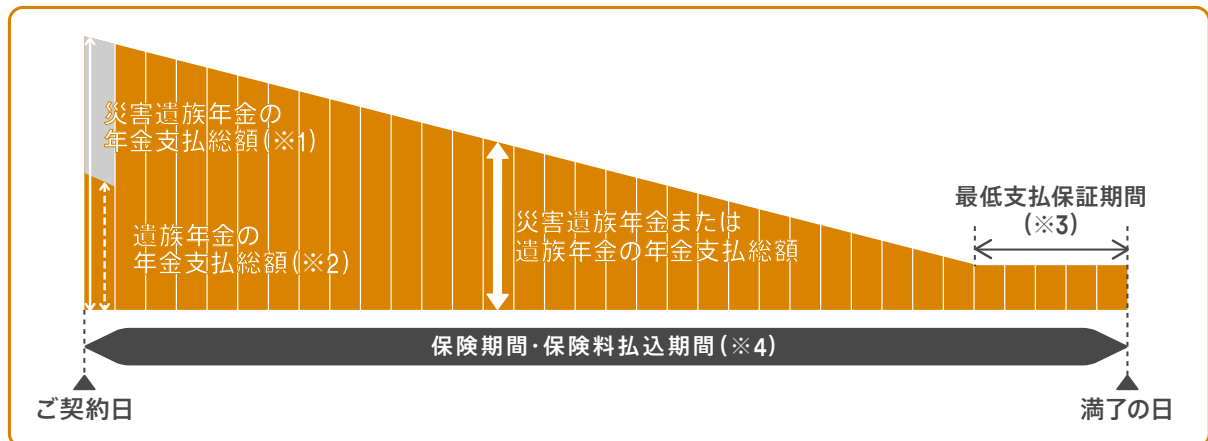 災害遺族年金の
年金支払総額(※1)
遺族年金の
年金支払総額(※2)
災害遺族年金または
遺族年金の年金支払総額
最低支払保証期間
(※3)
保険期間・保険料払込期間(※4)
ご契約日
満了の日